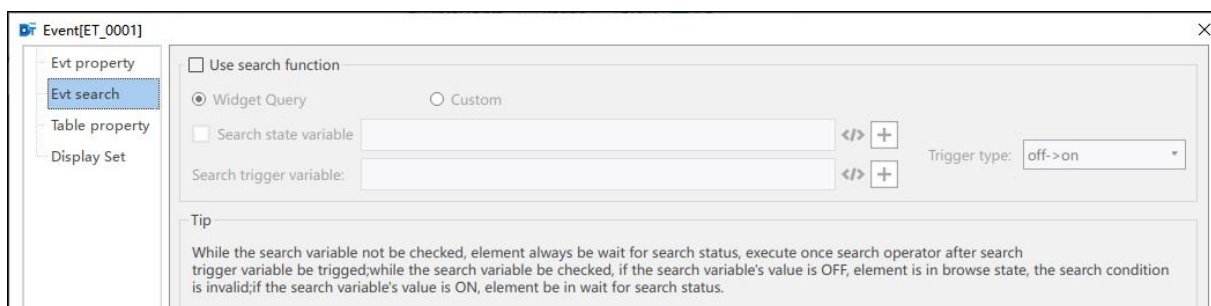 Event[ET_0001]
Evt property
Evt search
Table property
Display Set
Use search function
Widget Query
Custom
Search state variable
</>
Search trigger variable:
</>
Trigger type:
off->on
Tip
While the search variable not be checked, element always be wait for search status, execute once search operator after search
trigger variable be trigged;while the search variable be checked, if the search variable's value is OFF, element is in browse state, the search condition
is invalid;if the search variable's value is ON, element be in wait for search status.